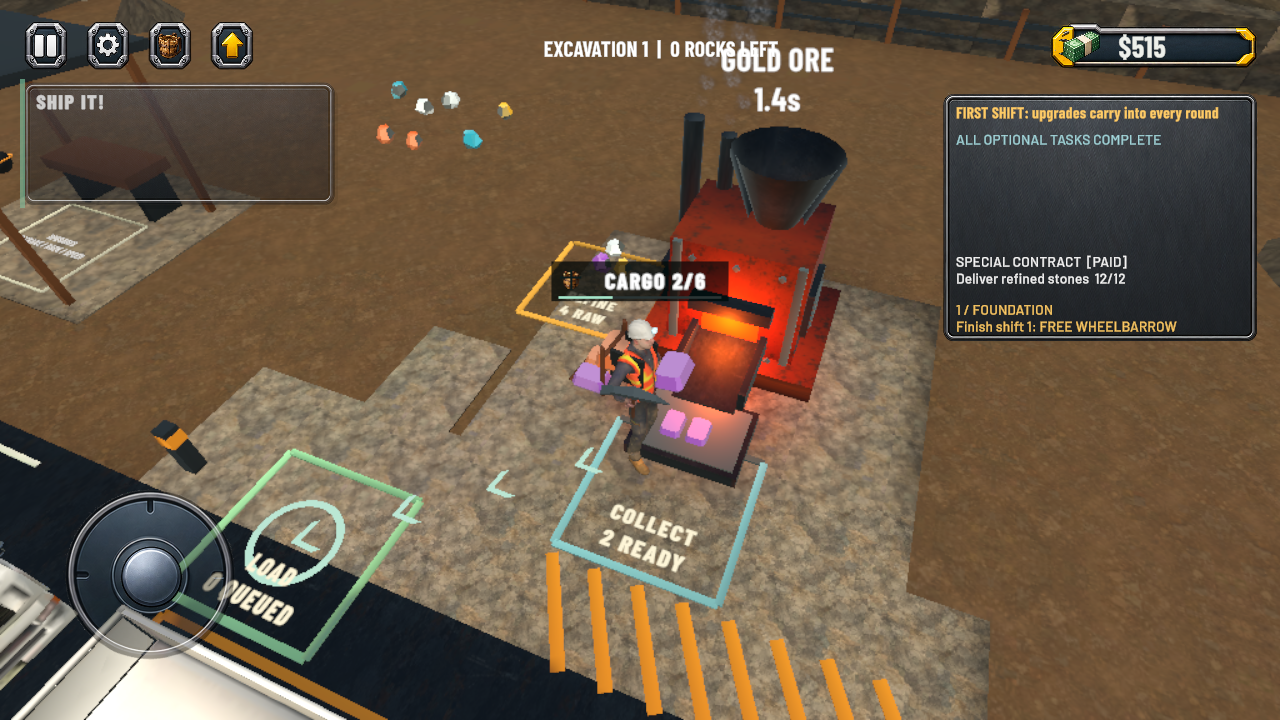 EXCAVATION 1 | 0 ROCKS LEFT
GOLD ORE
1.4s
$515
SHIP IT!
FIRST SHIFT: upgrades carry into every round
ALL OPTIONAL TASKS COMPLETE
SPECIAL CONTRACT [PAID]
Deliver refined stones 12/12
1 / FOUNDATION
Finish shift 1: FREE WHEELBARROW
CARGO 2/6
4 RAW
COLLECT
2 READY
LOAD
0 QUEUED